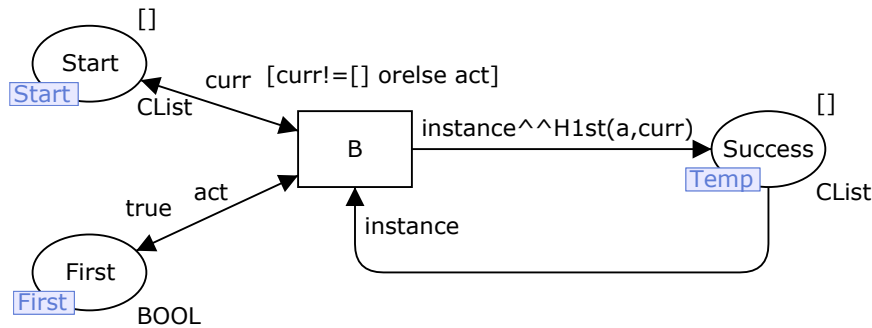 []
Start
Start
curr
[curr!=[] orelse act]
CList
B
instance^^H1st(a,curr)
[]
Success
Temp
CList
true
act
instance
First
First
BOOL